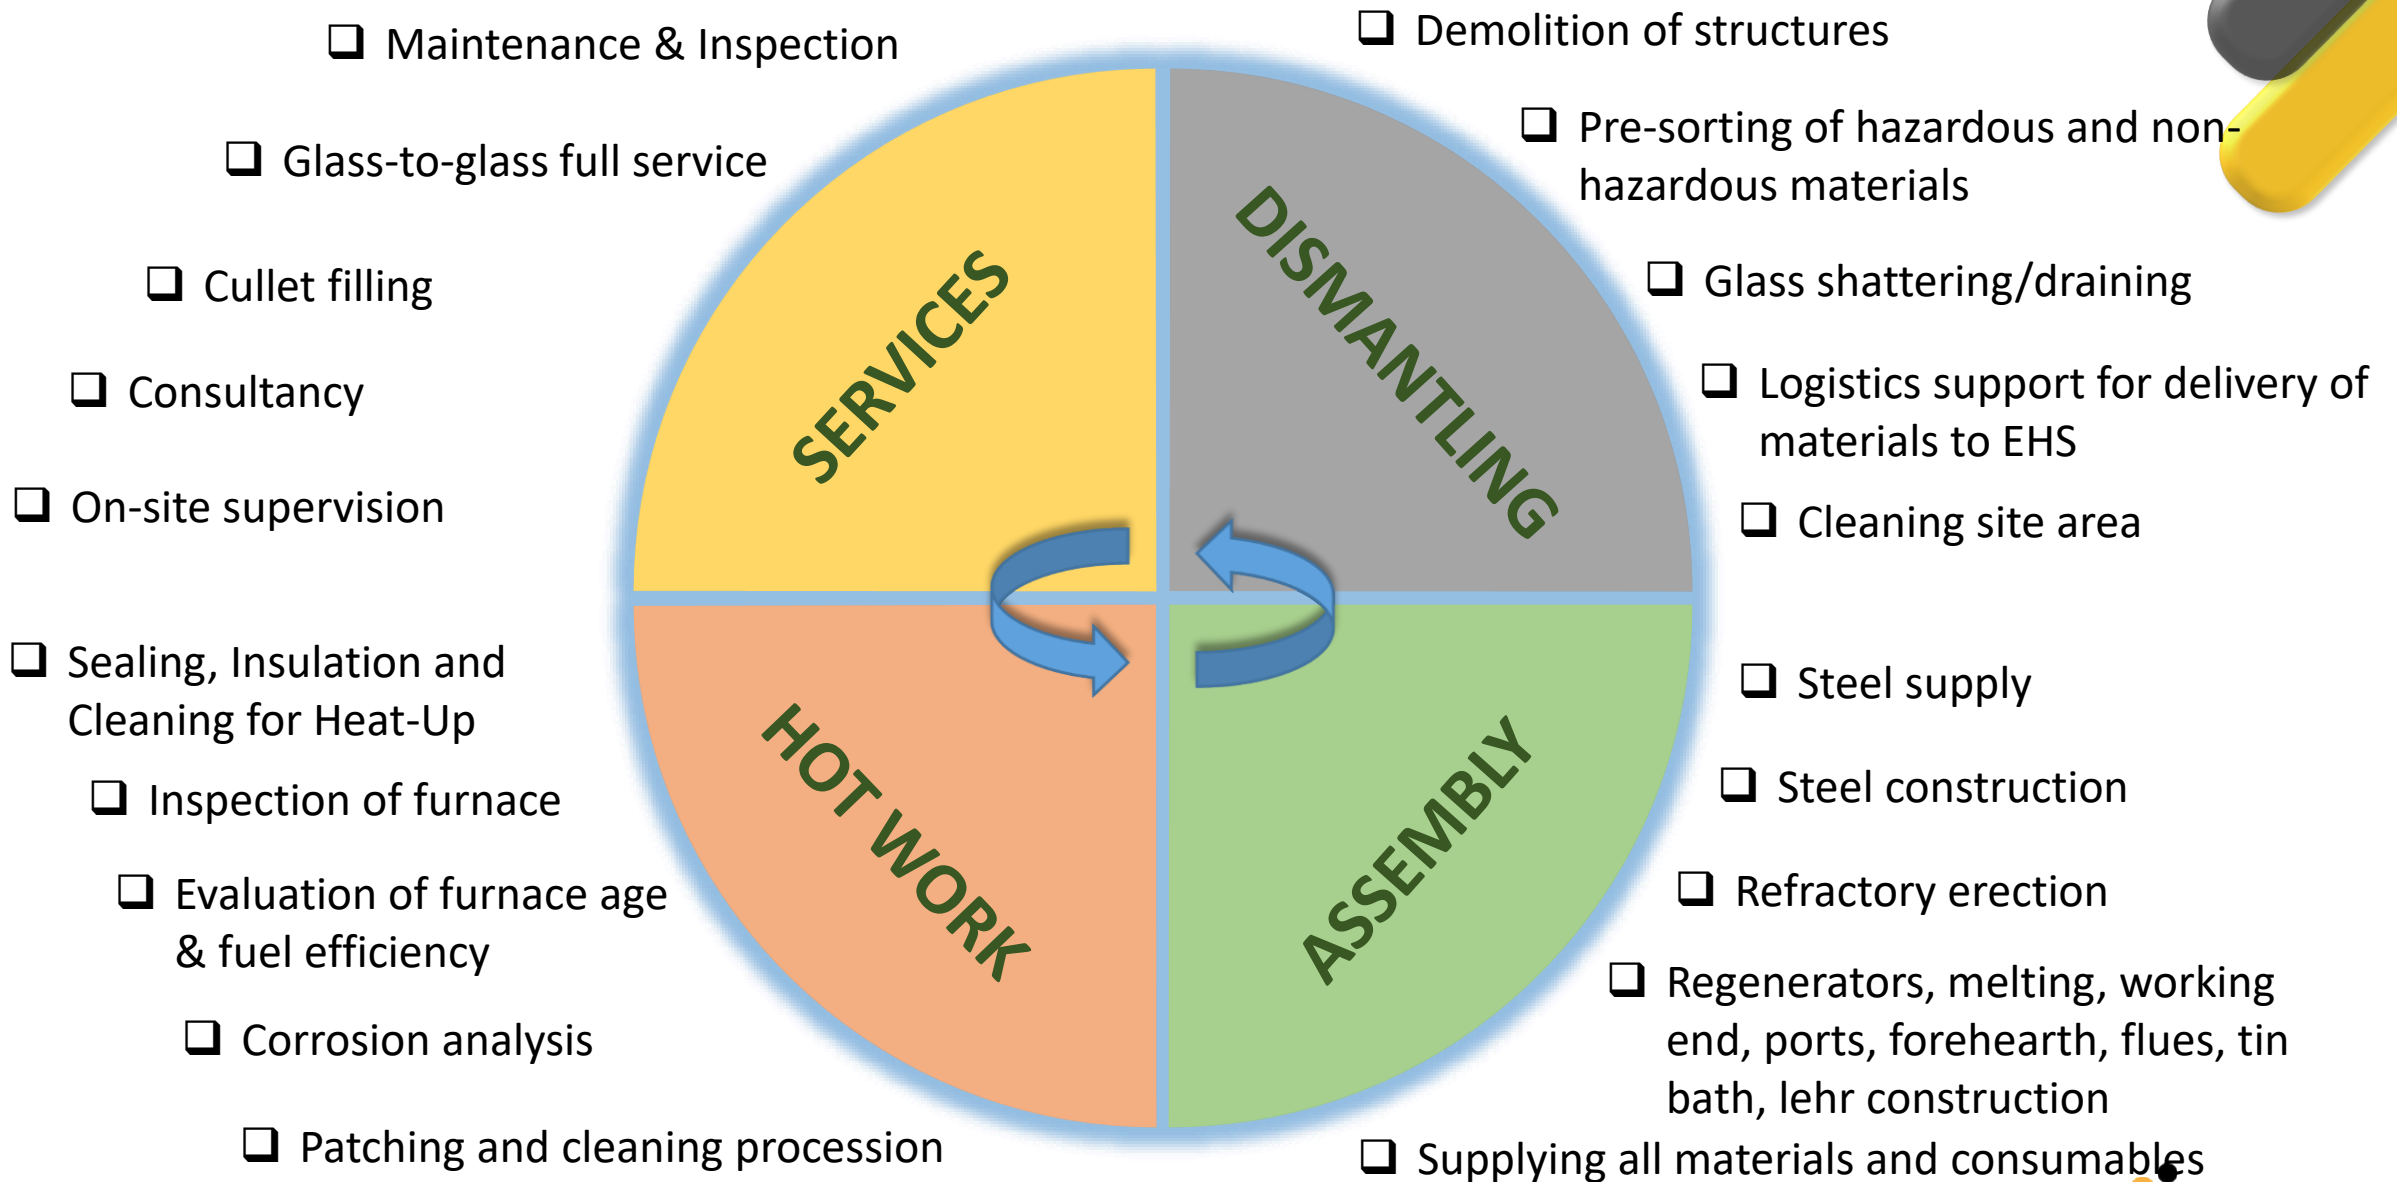 Maintenance & Inspection
Glass-to-glass full service
Cullet filling
Consultancy
On-site supervision
SERVICES
Demolition of structures
Pre-sorting of hazardous and non-
hazardous materials
Glass shattering/draining
Logistics support for delivery of
materials to EHS
Cleaning site area
DISMANTLING
Sealing, Insulation and
Cleaning for Heat-Up
Inspection of furnace
Evaluation of furnace age
& fuel efficiency
Corrosion analysis
Patching and cleaning procession
HOT WORK
Steel supply
Steel construction
Refractory erection
Regenerators, melting, working
end, ports, forehearth, flues, tin
bath, lehr construction
Supplying all materials and consumables
ASSEMBLY